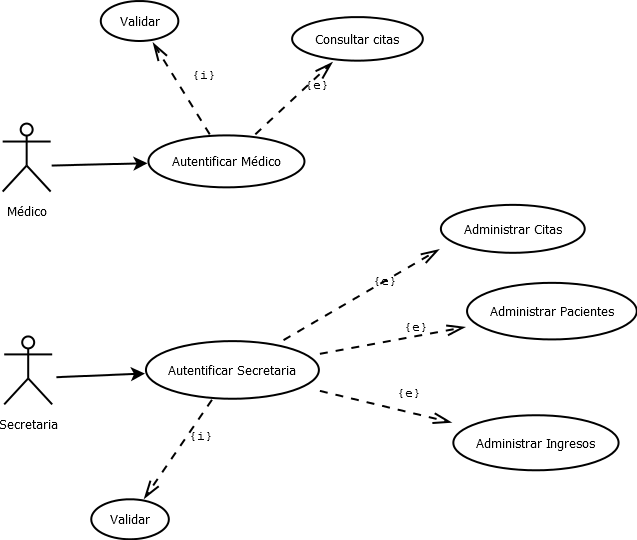 Validar
Consultar citas
{i}
{e}
Autentificar Médico
Médico
Administrar Citas
{e}
Administrar Pacientes
{e}
Autentificar Secretaria
{e}
Secretaria
{i}
Administrar Ingresos
Validar